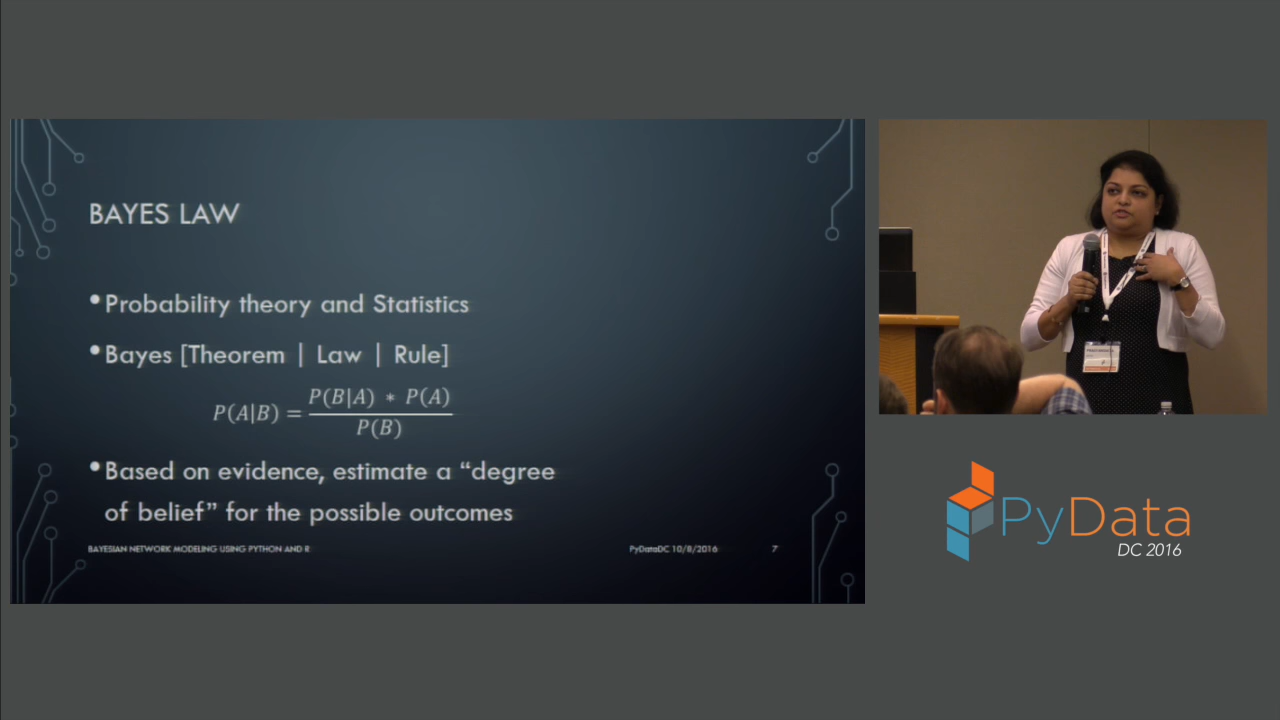 BAYES LAW
• Probability theory and Statistics
• Bayes [Theorem | Law | Rule]
P(A|B) = P(B|A) * P(A) / P(B)
• Based on evidence, estimate a “degree
of belief” for the possible outcomes
BAYESIAN NETWORK MODELING USING PYTHON AND R
PyDataDC 10/8/2016
7
PyData
DC 2016